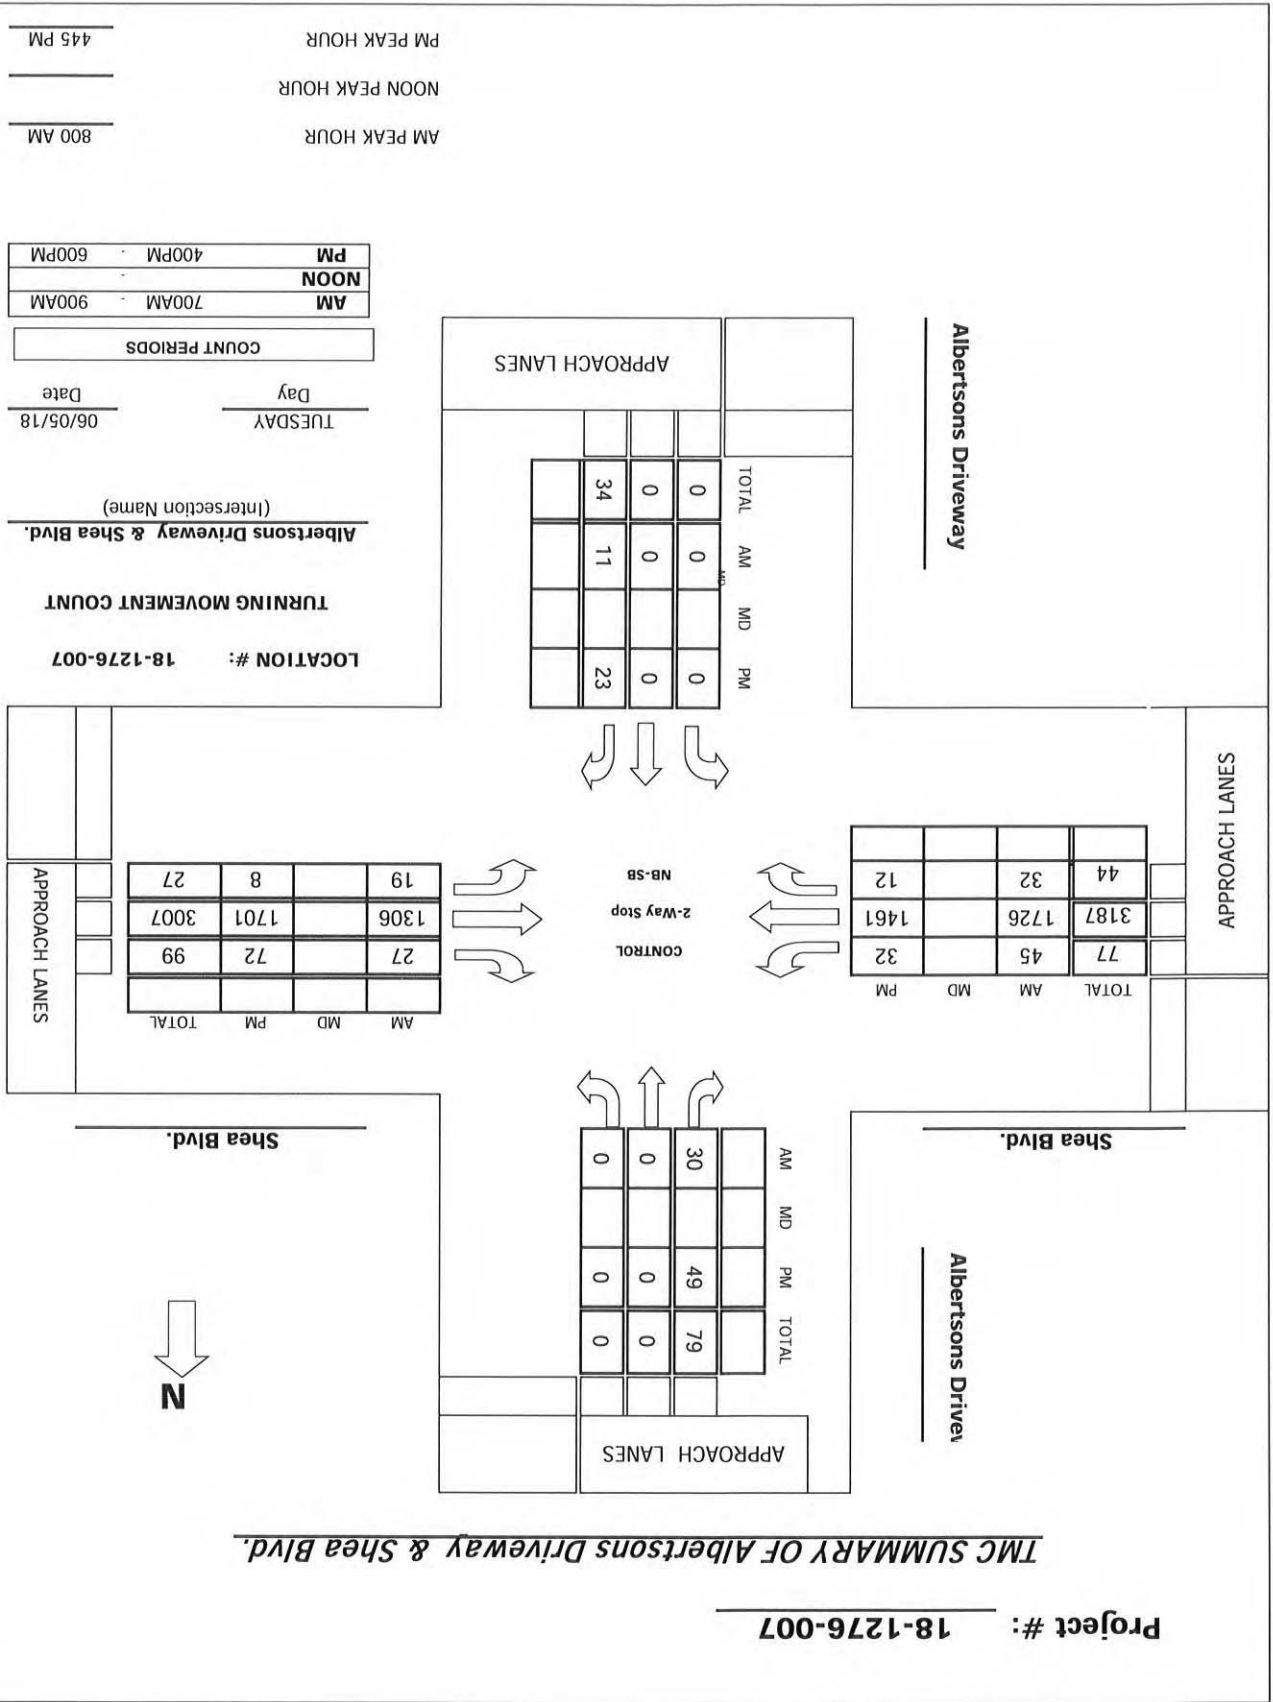 Project #: 18-1276-007
TMC SUMMARY OF Albertsons Driveway & Shea Blvd.
APPROACH LANES
Albertsons Drivew
N
TOTAL 79 0 0
PM 49 0 0
MD
AM 30 0 0
Shea Blvd.
Shea Blvd.
TOTAL AM MD PM
77 45 32
3187 1726 1461
44 32 12
APPROACH LANES
CONTROL
2-Way Stop
NB-SB
AM MD PM TOTAL
27 72 99
1306 1701 3007
19 8 27
APPROACH LANES
PM 0 0 23
MD
MD
AM 0 0 11
TOTAL 0 0 34
APPROACH LANES
Albertsons Driveway
LOCATION #: 18-1276-007
TURNING MOVEMENT COUNT
Albertsons Driveway & Shea Blvd.
(Intersection Name)
TUESDAY 06/05/18
Day Date
COUNT PERIODS
AM 700AM - 900AM
NOON -
PM 400PM - 600PM
AM PEAK HOUR 800 AM
NOON PEAK HOUR
PM PEAK HOUR 445 PM